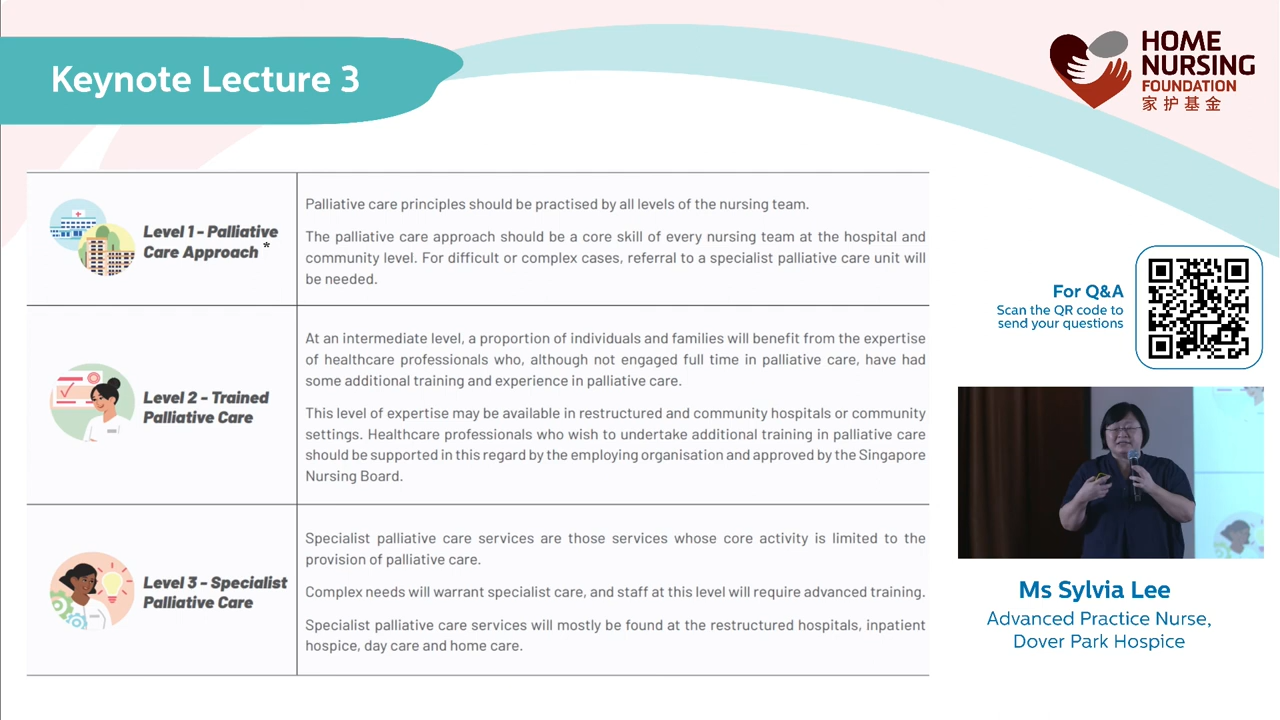 Keynote Lecture 3
HOME
NURSING
FOUNDATION
家护基金
Level 1 - Palliative
Care Approach *
Palliative care principles should be practised by all levels of the nursing team.
The palliative care approach should be a core skill of every nursing team at the hospital and
community level. For difficult or complex cases, referral to a specialist palliative care unit will
be needed.
Level 2 - Trained
Palliative Care
At an intermediate level, a proportion of individuals and families will benefit from the expertise
of healthcare professionals who, although not engaged full time in palliative care, have had
some additional training and experience in palliative care.
This level of expertise may be available in restructured and community hospitals or community
settings. Healthcare professionals who wish to undertake additional training in palliative care
should be supported in this regard by the employing organisation and approved by the Singapore
Nursing Board.
Level 3 - Specialist
Palliative Care
Specialist palliative care services are those services whose core activity is limited to the
provision of palliative care.
Complex needs will warrant specialist care, and staff at this level will require advanced training.
Specialist palliative care services will mostly be found at the restructured hospitals, inpatient
hospice, day care and home care.
For Q&A
Scan the QR code to
send your questions
Ms Sylvia Lee
Advanced Practice Nurse,
Dover Park Hospice